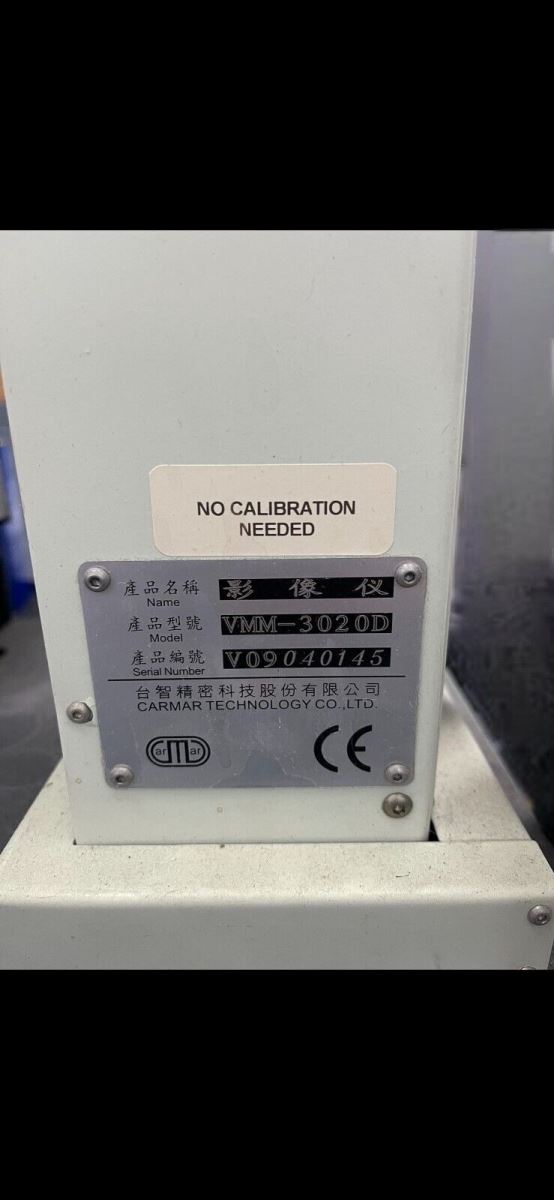 NO CALIBRATION
NEEDED
產品名稱 影像仪
Name
產品型號 VMM-3020D
Model
產品編號 V09040145
Serial Number
台智精密科技股份有限公司
CARMAR TECHNOLOGY CO.,LTD.
carMar CE